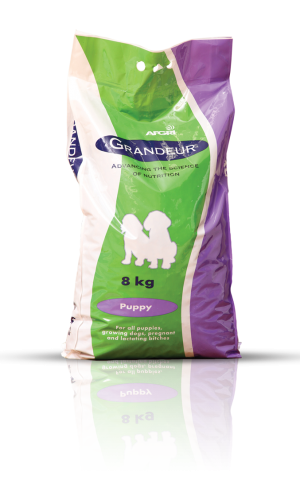 AFGRI
GRANDEUR
ADVANCING THE SCIENCE
OF NUTRITION
8 kg
Puppy
For all puppies,
growing dogs, pregnant
and lactating bitches